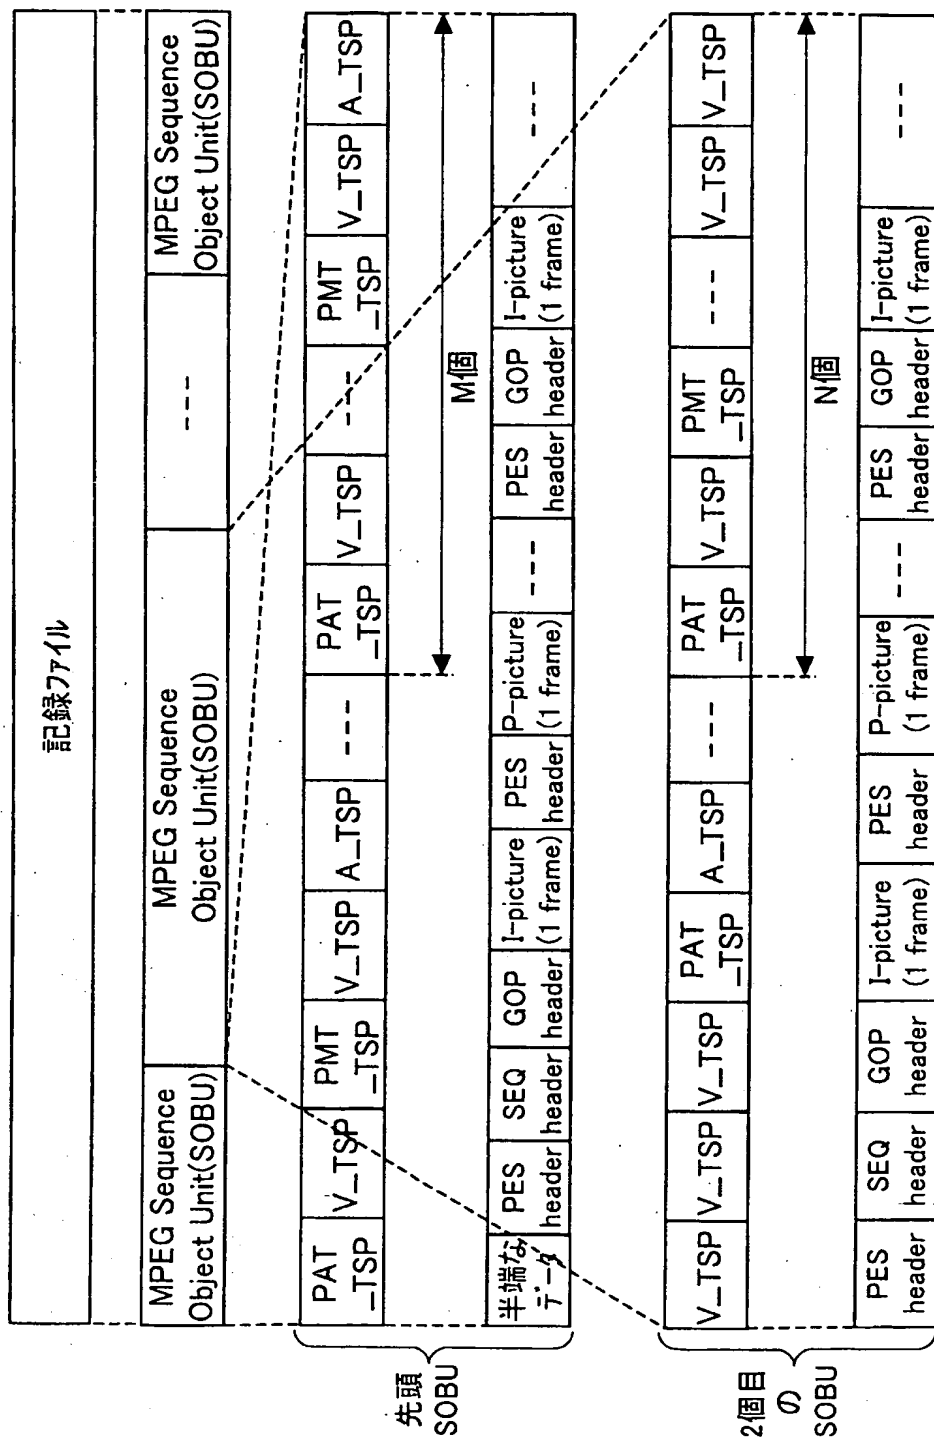 記録ファイル
MPEG Sequence
Object Unit(SOBU)
MPEG Sequence
Object Unit(SOBU)
---
MPEG Sequence
Object Unit(SOBU)
先頭
SOBU
PAT
_TSP
V_TSP
PMT
_TSP
V_TSP
A_TSP
---
PAT
_TSP
V_TSP
---
PMT
_TSP
V_TSP
A_TSP
M個
半端な
データ
PES
header
SEQ
header
GOP
header
I-picture
(1 frame)
PES
header
P-picture
(1 frame)
---
PES
header
GOP
header
I-picture
(1 frame)
---
2個目
の
SOBU
V_TSP
V_TSP
V_TSP
PAT
_TSP
A_TSP
---
PAT
_TSP
V_TSP
PMT
_TSP
---
V_TSP
V_TSP
N個
PES
header
SEQ
header
GOP
header
I-picture
(1 frame)
PES
header
P-picture
(1 frame)
---
PES
header
GOP
header
I-picture
(1 frame)
---